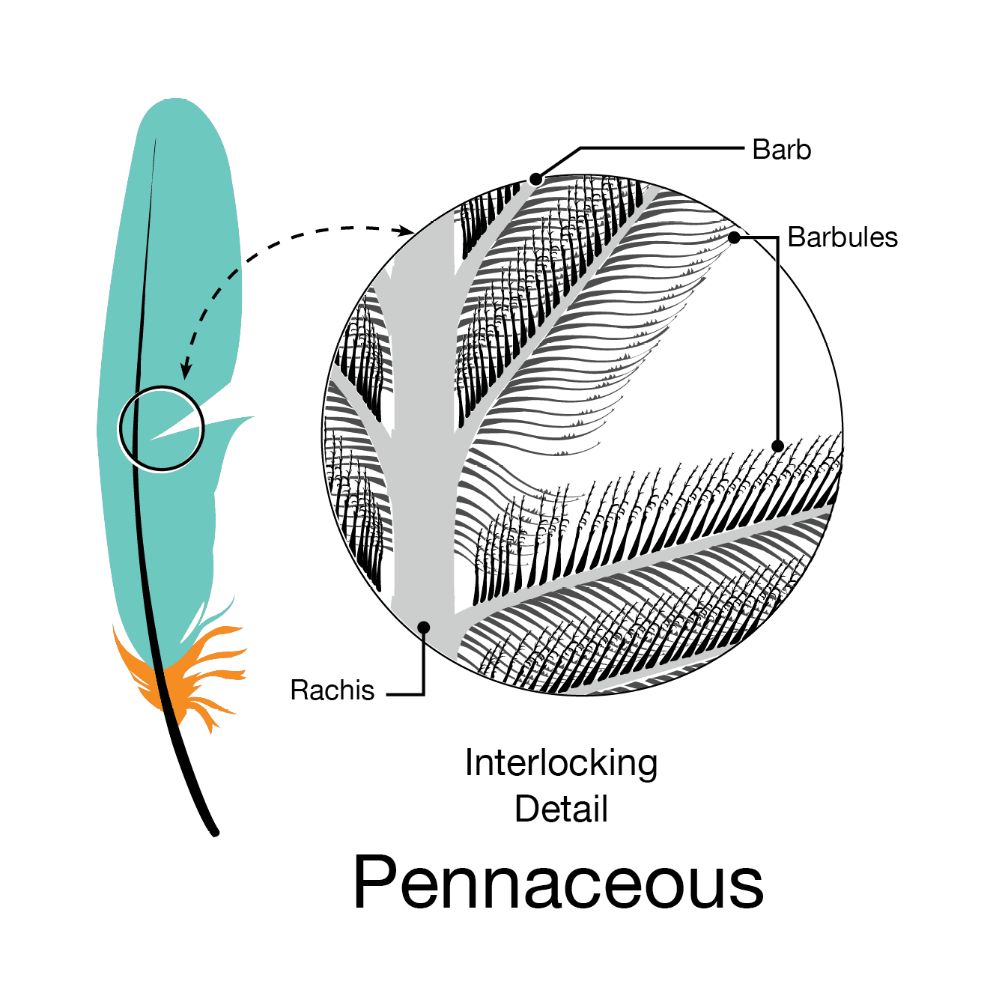 Barb
Barbules
Rachis
Interlocking
Detail
Pennaceous